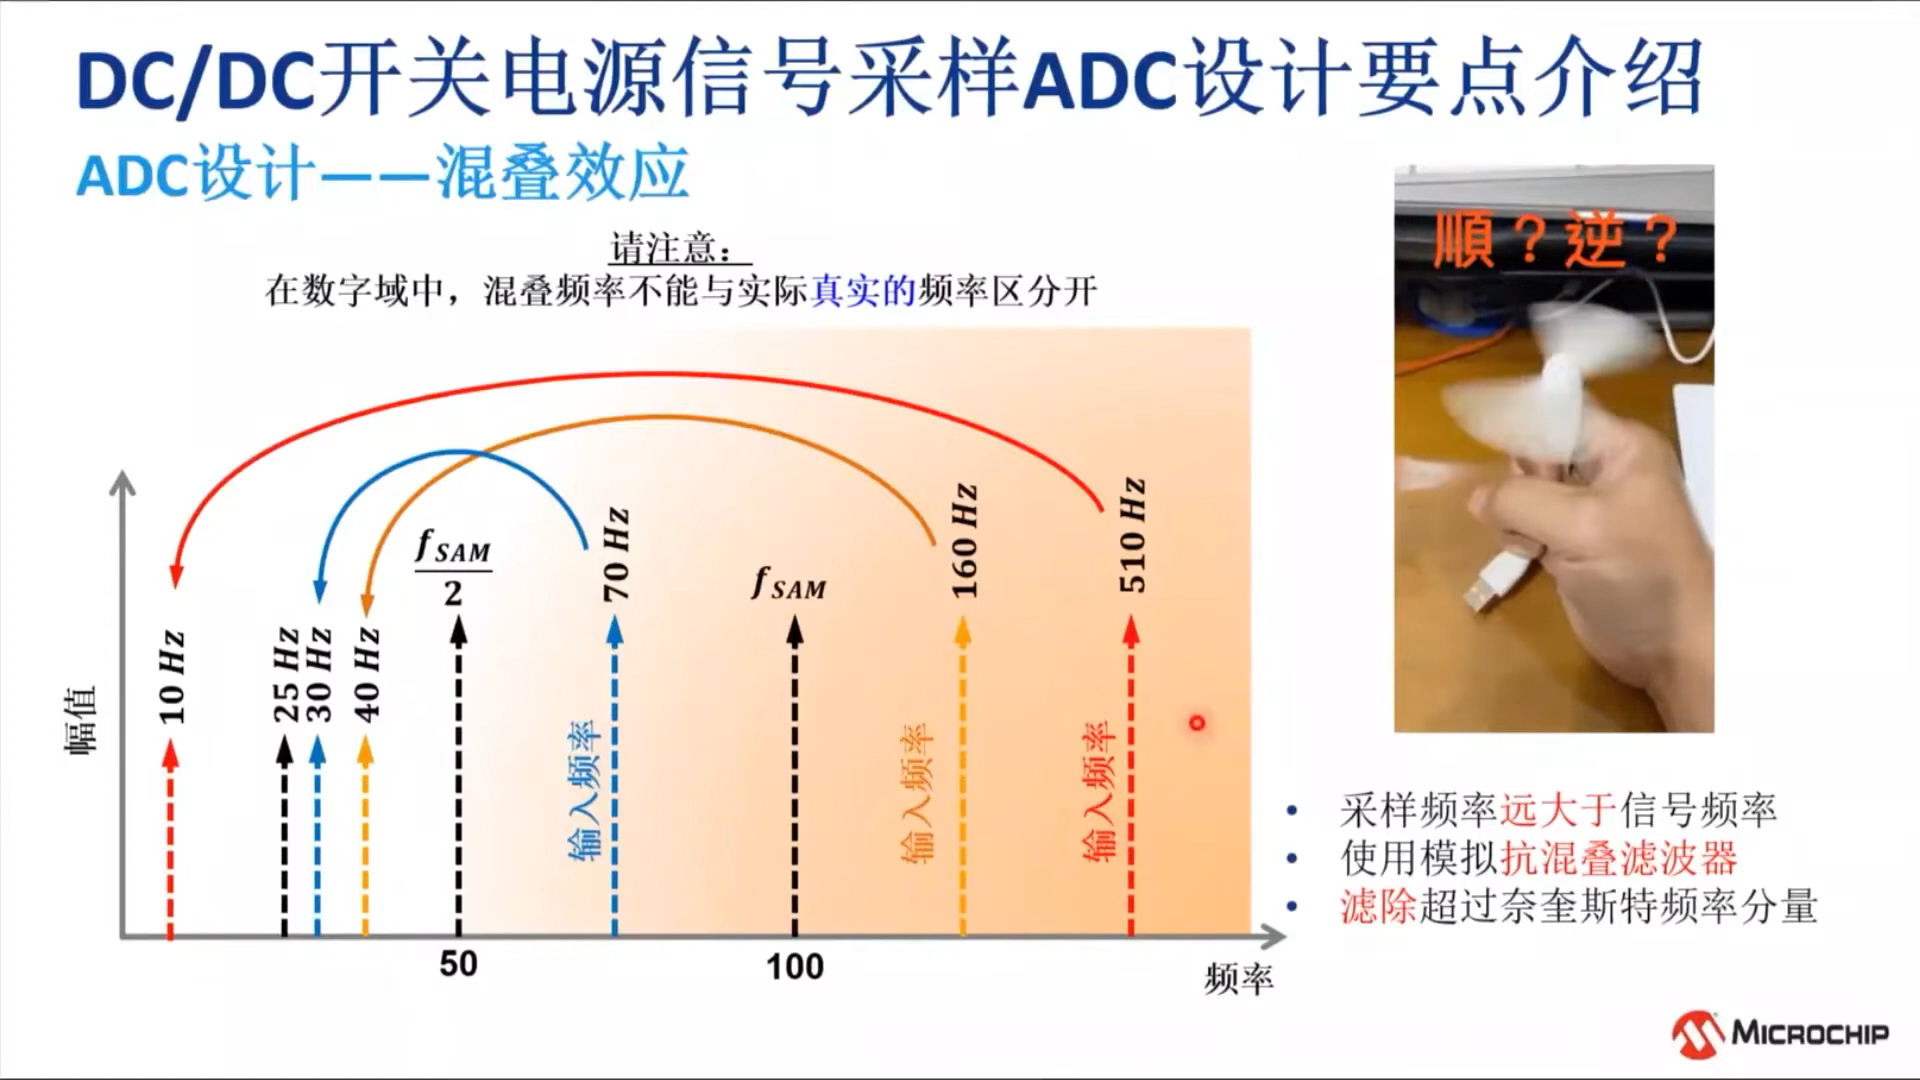 DC/DC开关电源信号采样ADC设计要点介绍
ADC设计——混叠效应
请注意：
在数字域中，混叠频率不能与实际真实的频率区分开
順？逆？
幅值
10 Hz
25 Hz
30 Hz
40 Hz
f SAM
2
70 Hz
f SAM
160 Hz
510 Hz
输入频率
输入频率
输入频率
50
100
频率
• 采样频率远大于信号频率
• 使用模拟抗混叠滤波器
• 滤除超过奈奎斯特频率分量
MICROCHIP